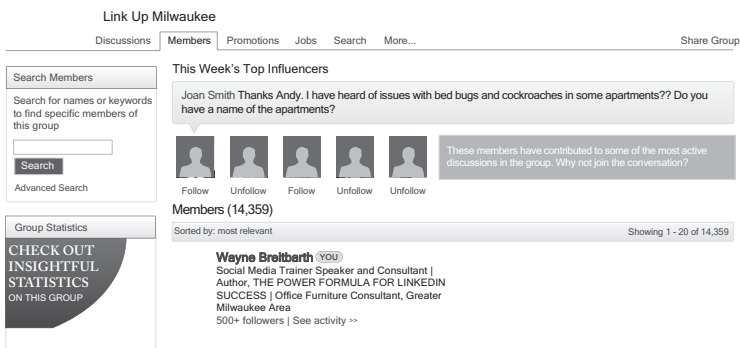 Link Up Milwaukee
Discussions Members Promotions Jobs Search More... Share Group
Search Members
Search for names or keywords
to find specific members of
this group
Search
Advanced Search
Group Statistics
CHECK OUT
INSIGHTFUL
STATISTICS
ON THIS GROUP
This Week's Top Influencers
Joan Smith Thanks Andy. I have heard of issues with bed bugs and cockroaches in some apartments?? Do you
have a name of the apartments?
Follow Unfollow Follow Unfollow Unfollow
These members have contributed to some of the most active
discussions in the group. Why not join the conversation?
Members (14,359)
Sorted by: most relevant Showing 1 - 20 of 14,359
Wayne Breitbarth YOU
Social Media Trainer Speaker and Consultant |
Author, THE POWER FORMULA FOR LINKEDIN
SUCCESS | Office Furniture Consultant, Greater
Milwaukee Area
500+ followers | See activity >>